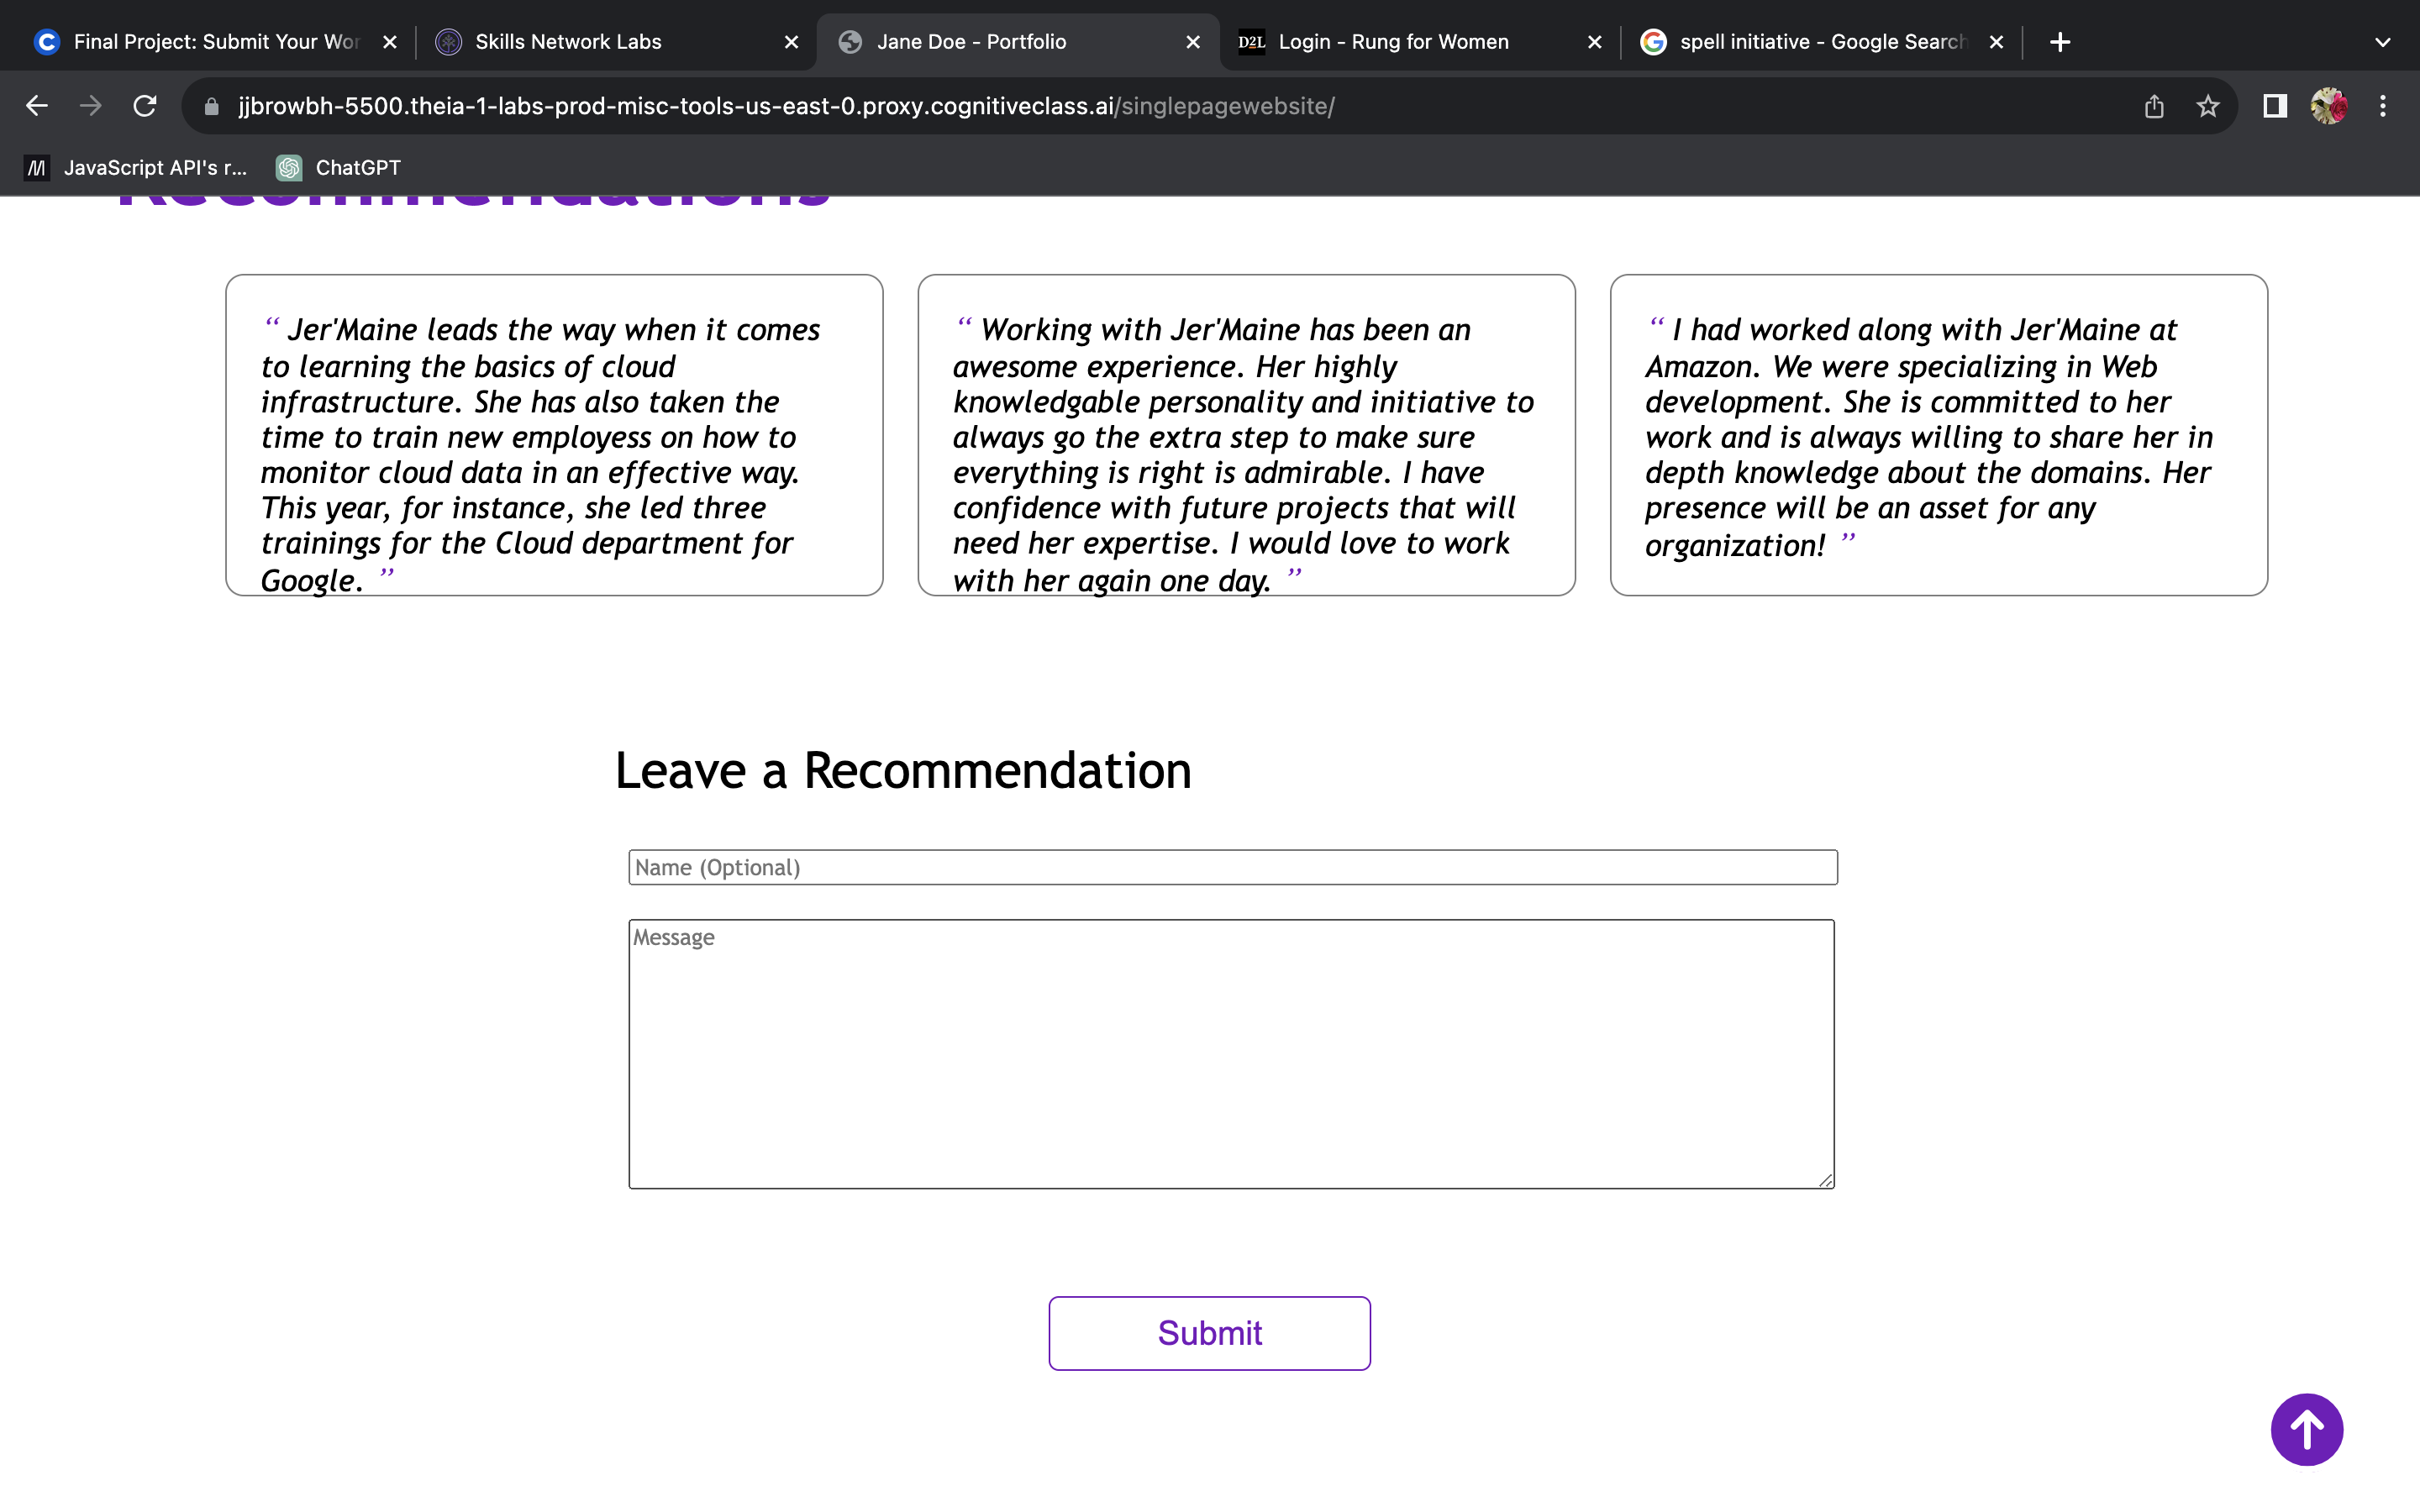 Final Project: Submit Your Wor
Skills Network Labs
Jane Doe - Portfolio
D2L Login - Rung for Women
spell initiative - Google Search
jjbrowbh-5500.theia-1-labs-prod-misc-tools-us-east-0.proxy.cognitiveclass.ai/singlepagewebsite/
JavaScript API's r...
ChatGPT
Recommendations
“ Jer'Maine leads the way when it comes
to learning the basics of cloud
infrastructure. She has also taken the
time to train new employess on how to
monitor cloud data in an effective way.
This year, for instance, she led three
trainings for the Cloud department for
Google. ”
“ Working with Jer'Maine has been an
awesome experience. Her highly
knowledgable personality and initiative to
always go the extra step to make sure
everything is right is admirable. I have
confidence with future projects that will
need her expertise. I would love to work
with her again one day. ”
“ I had worked along with Jer'Maine at
Amazon. We were specializing in Web
development. She is committed to her
work and is always willing to share her in
depth knowledge about the domains. Her
presence will be an asset for any
organization! ”
Leave a Recommendation
Name (Optional)
Message
Submit